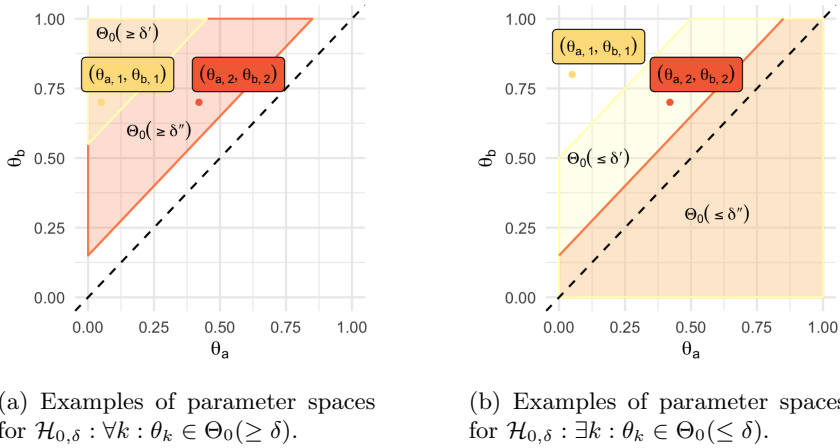 1.00
0.75
0.50
0.25
0.00
θb
Θ₀(≥ δ′)
(θa, 1, θb, 1)
(θa, 2, θb, 2)
Θ₀(≥ δ″)
0.00 0.25 0.50 0.75 1.00
θa
1.00
0.75
0.50
0.25
0.00
θb
(θa, 1, θb, 1)
(θa, 2, θb, 2)
Θ₀(≤ δ′)
Θ₀(≤ δ″)
0.00 0.25 0.50 0.75 1.00
θa
a) Examples of parameter spaces
for ℋ₀,δ : ∀k : θk ∈ Θ₀(≥ δ).
(b) Examples of parameter spaces
for ℋ₀,δ : ∃k : θk ∈ Θ₀(≤ δ).